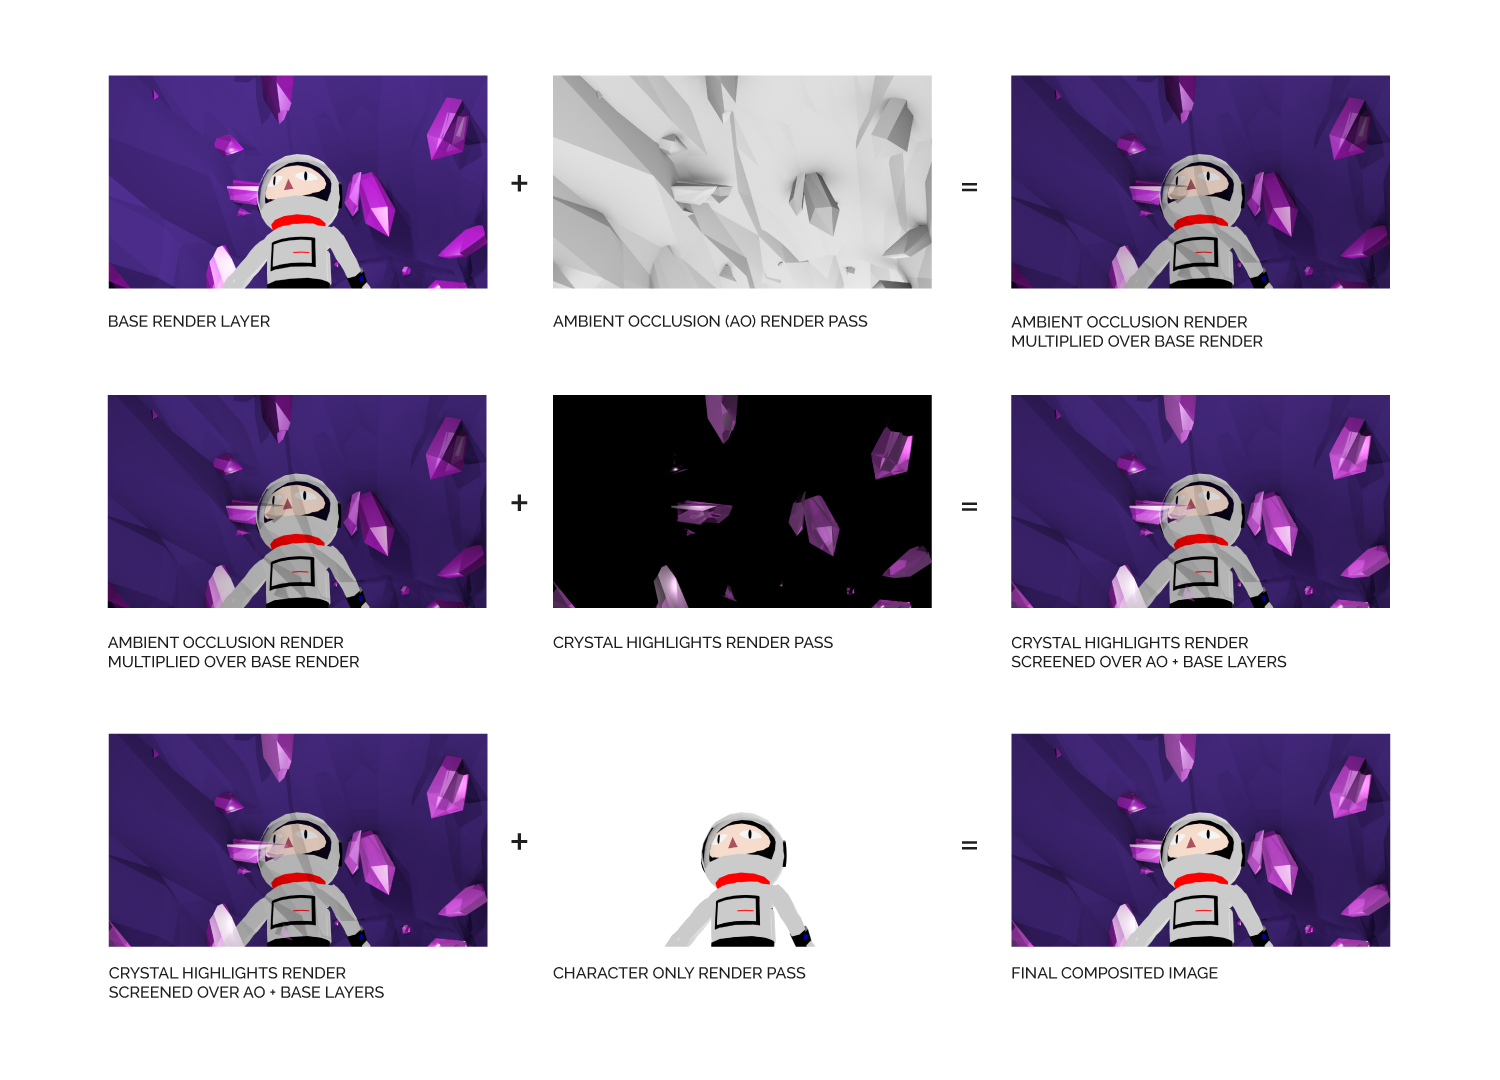 +
=
BASE RENDER LAYER
AMBIENT OCCLUSION (AO) RENDER PASS
AMBIENT OCCLUSION RENDER
MULTIPLIED OVER BASE RENDER
+
=
AMBIENT OCCLUSION RENDER
MULTIPLIED OVER BASE RENDER
CRYSTAL HIGHLIGHTS RENDER PASS
CRYSTAL HIGHLIGHTS RENDER
SCREENED OVER AO + BASE LAYERS
+
=
CRYSTAL HIGHLIGHTS RENDER
SCREENED OVER AO + BASE LAYERS
CHARACTER ONLY RENDER PASS
FINAL COMPOSITED IMAGE